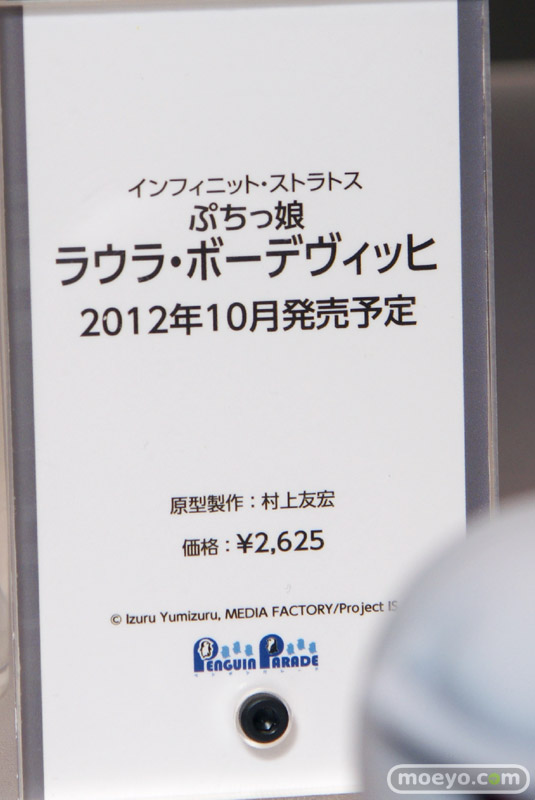 インフィニット・ストラトス
ぷちっ娘
ラウラ・ボーデヴィッヒ
2012年10月発売予定
原型製作：村上友宏
価格：¥2,625
© Izuru Yumizuru, MEDIA FACTORY/Project IS
PENGUIN PARADE
moeyo.com